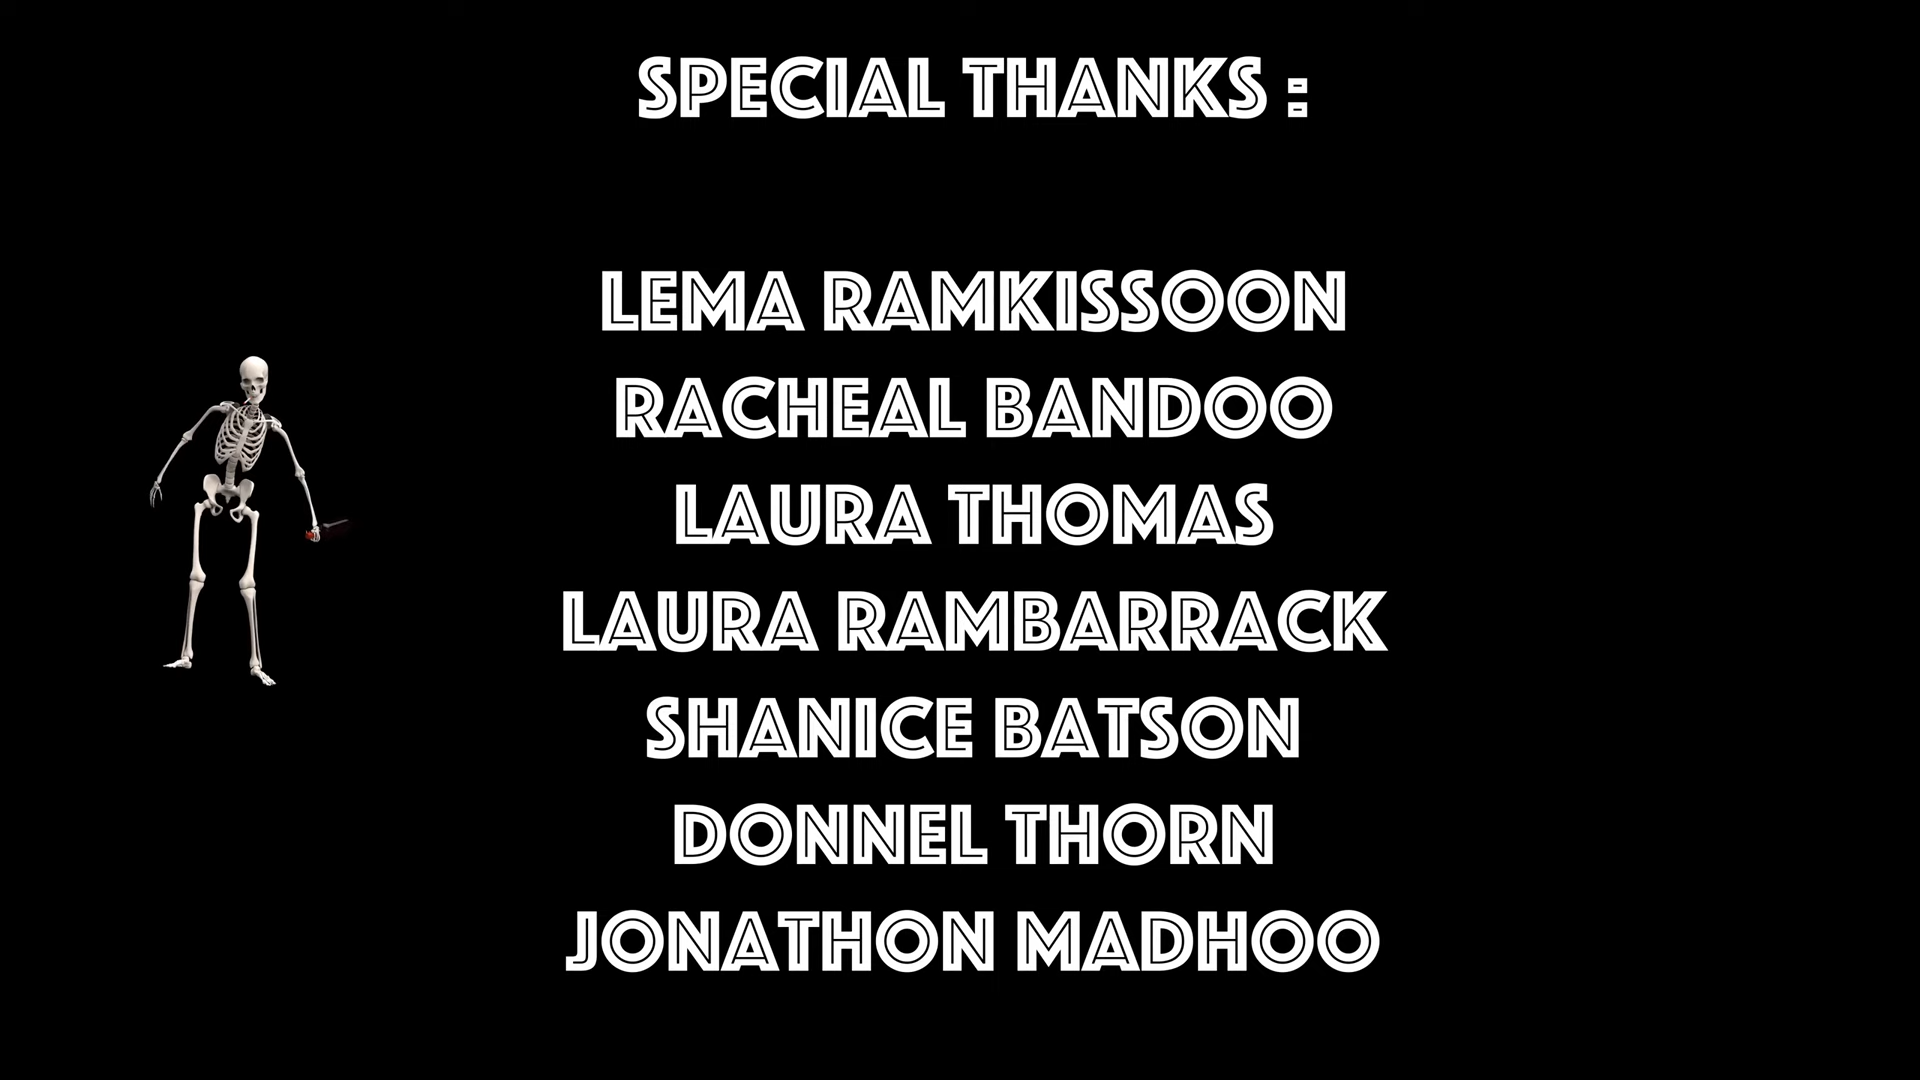 SPECIAL THANKS :
LEMA RAMKISSOON
RACHEAL BANDOO
LAURA THOMAS
LAURA RAMBARRACK
SHANICE BATSON
DONNEL THORN
JONATHON MADHOO